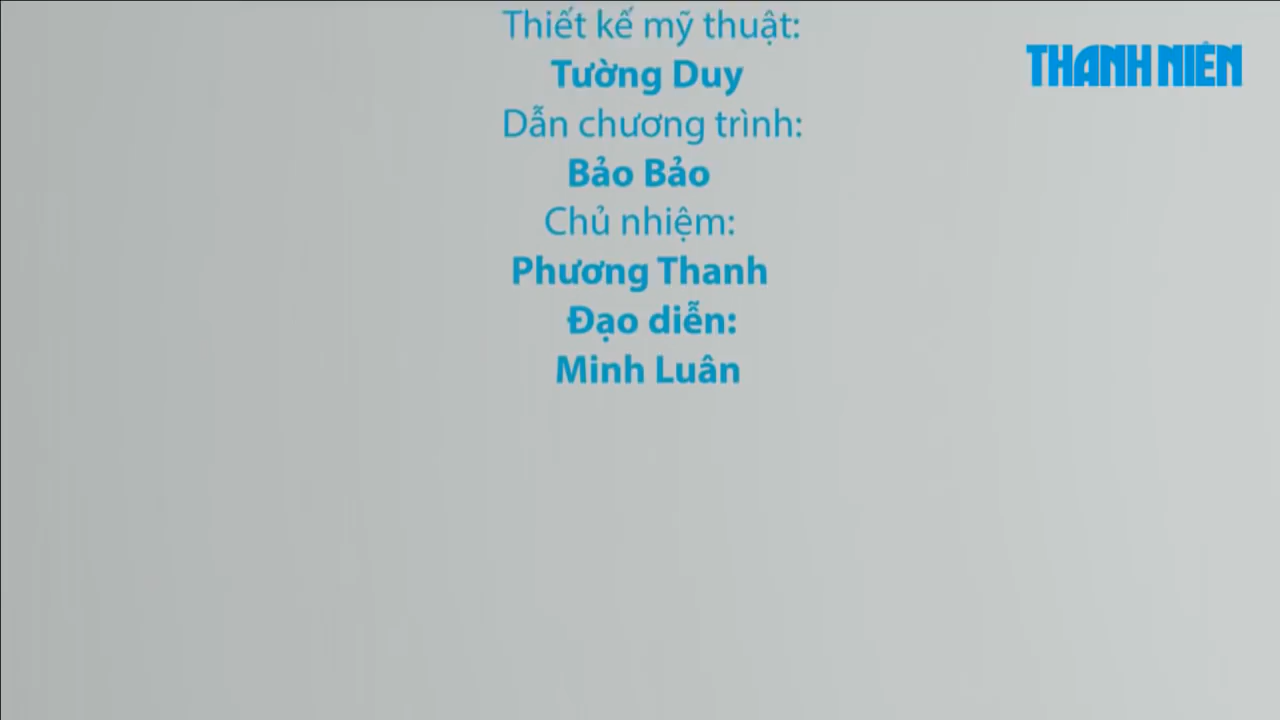 Thiết kế mỹ thuật:
THANH NIÊN
Tường Duy
Dẫn chương trình:
Bảo Bảo
Chủ nhiệm:
Phương Thanh
Đạo diễn:
Minh Luân